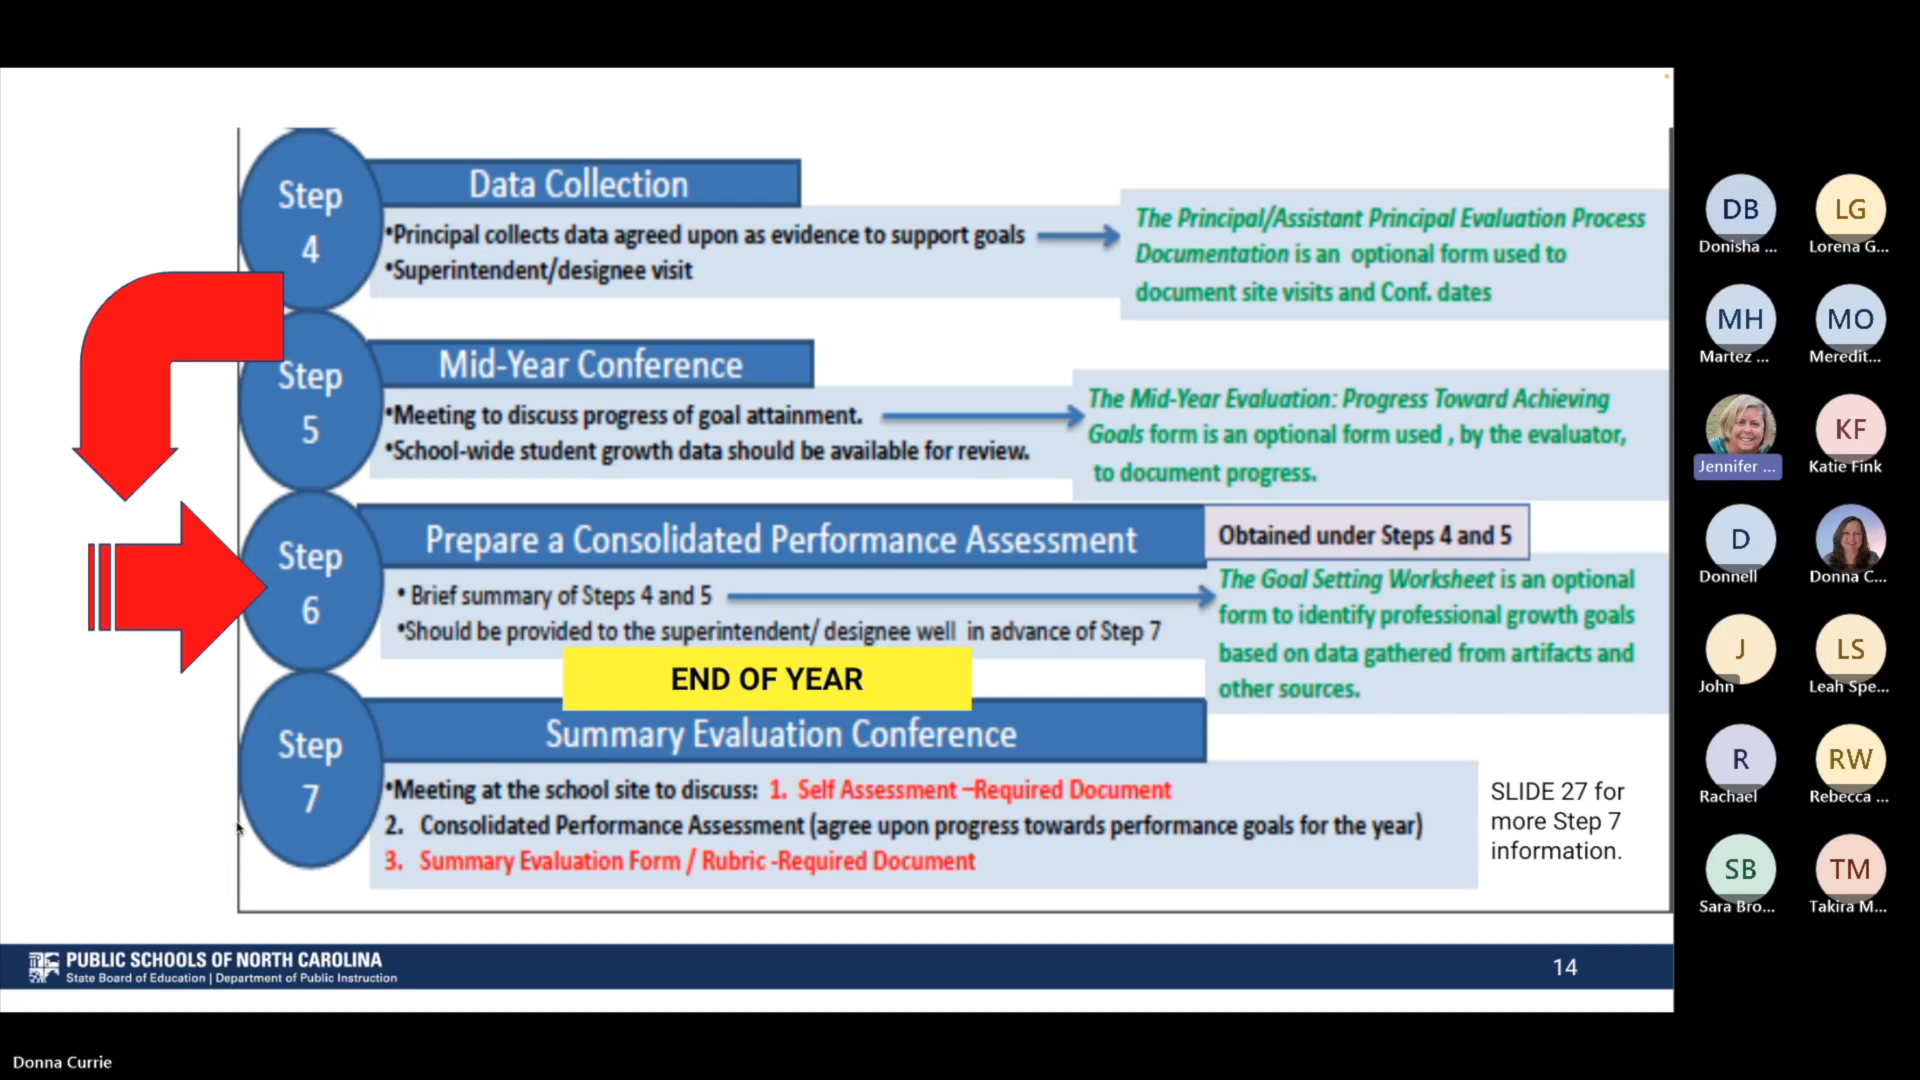 Step
4
Data Collection
•Principal collects data agreed upon as evidence to support goals
•Superintendent/designee visit
The Principal/Assistant Principal Evaluation Process
Documentation is an optional form used to
document site visits and Conf. dates
Step
5
Mid-Year Conference
•Meeting to discuss progress of goal attainment.
•School-wide student growth data should be available for review.
The Mid-Year Evaluation: Progress Toward Achieving
Goals form is an optional form used , by the evaluator,
to document progress.
Step
6
Prepare a Consolidated Performance Assessment
Obtained under Steps 4 and 5
• Brief summary of Steps 4 and 5
•Should be provided to the superintendent/ designee well in advance of Step 7
The Goal Setting Worksheet is an optional
form to identify professional growth goals
based on data gathered from artifacts and
other sources.
END OF YEAR
Step
7
Summary Evaluation Conference
•Meeting at the school site to discuss: 1. Self Assessment –Required Document
2. Consolidated Performance Assessment (agree upon progress towards performance goals for the year)
3. Summary Evaluation Form / Rubric -Required Document
SLIDE 27 for
more Step 7
information.
PUBLIC SCHOOLS OF NORTH CAROLINA
State Board of Education | Department of Public Instruction
14
DB
Donisha ...
LG
Lorena G...
MH
Martez ...
MO
Meredit...
Jennifer ...
KF
Katie Fink
D
Donnell
Donna C...
J
John
LS
Leah Spe...
R
Rachael
RW
Rebecca ...
SB
Sara Bro...
TM
Takira M...
Donna Currie